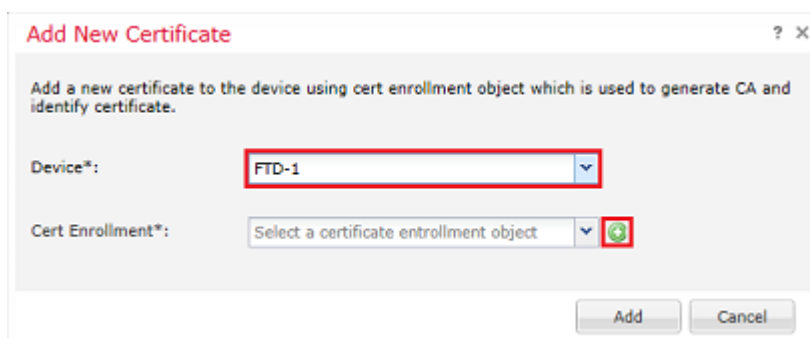 Add New Certificate ? X
Add a new certificate to the device using cert enrollment object which is used to generate CA and
identify certificate.
Device*: FTD-1
Cert Enrollment*: Select a certificate entrollment object
Add Cancel